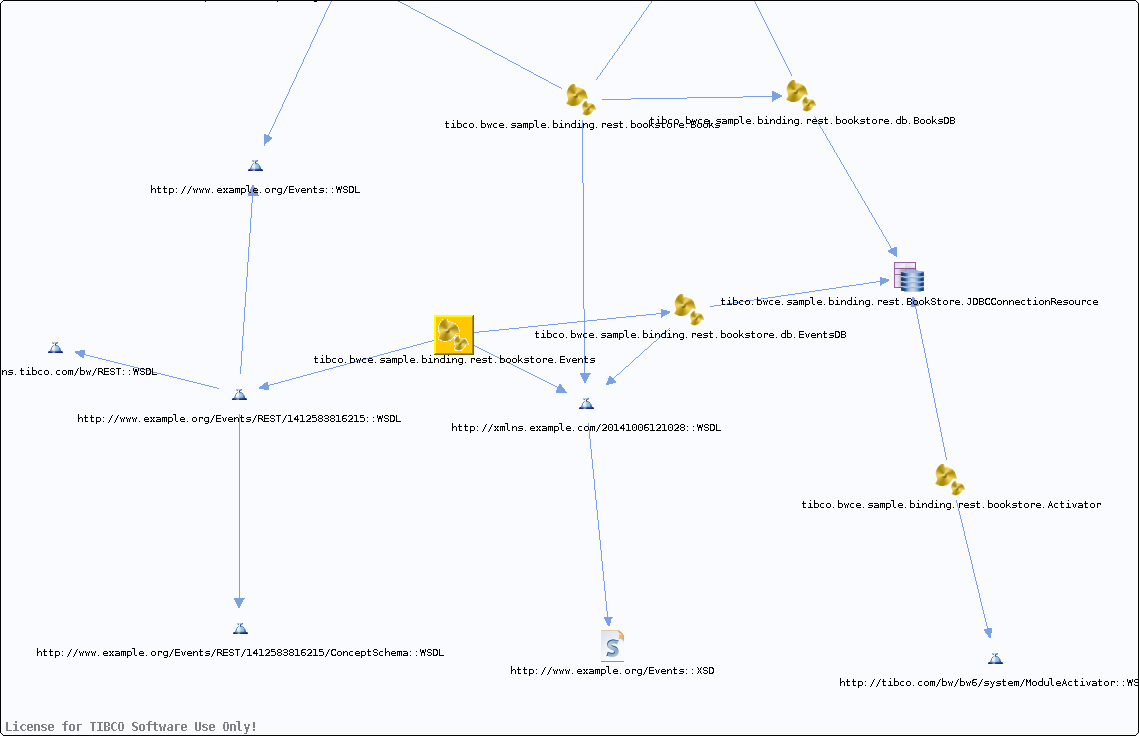 tibco.bwce.sample.binding.rest.bookstore.Books
tibco.bwce.sample.binding.rest.bookstore.db.BooksDB
http://www.example.org/Events::WSDL
tibco.bwce.sample.binding.rest.BookStore.JDBCConnectionResource
tibco.bwce.sample.binding.rest.bookstore.db.EventsDB
tibco.bwce.sample.binding.rest.bookstore.Events
ns.tibco.com/bw/REST::WSDL
http://www.example.org/Events/REST/1412583816215::WSDL
http://xmlns.example.com/20141006121028::WSDL
tibco.bwce.sample.binding.rest.bookstore.Activator
http://www.example.org/Events/REST/1412583816215/ConceptSchema::WSDL
http://www.example.org/Events::XSD
http://tibco.com/bw/bw6/system/ModuleActivator::WS
License for TIBCO Software Use Only!